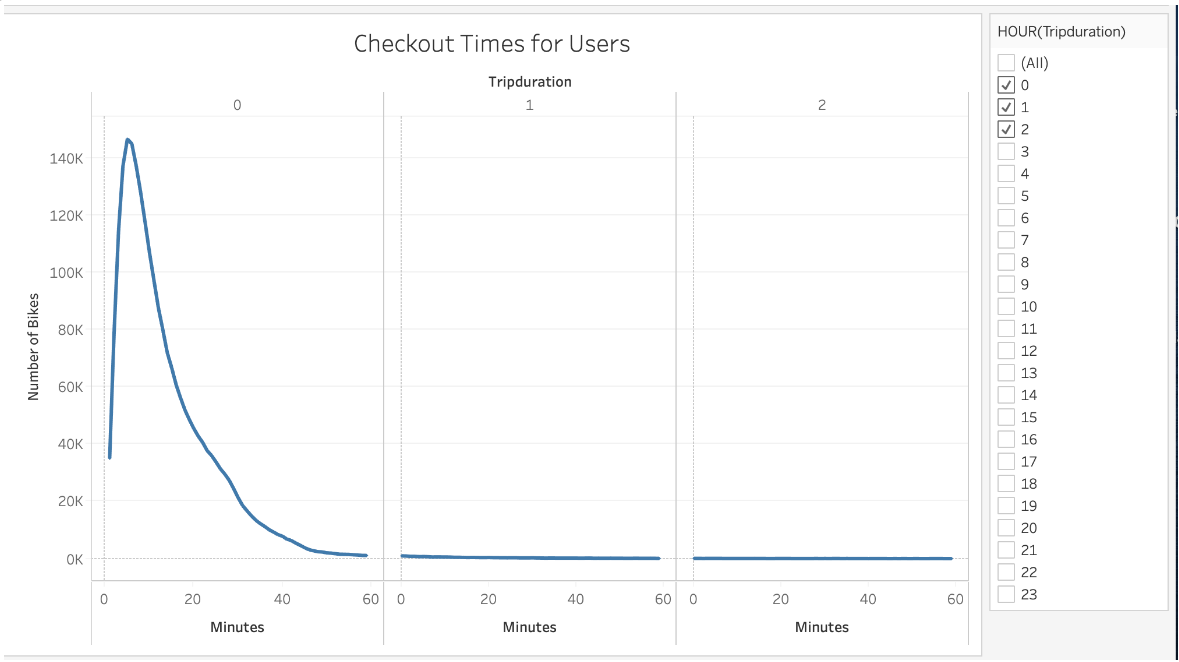 Checkout Times for Users
Tripduration
0 1 2
140K
120K
100K
80K
60K
40K
20K
0K
Number of Bikes
0 20 40 60 0 20 40 60 0 20 40 60
Minutes Minutes Minutes
HOUR(Tripduration)
(All)
0
1
2
3
4
5
6
7
8
9
10
11
12
13
14
15
16
17
18
19
20
21
22
23